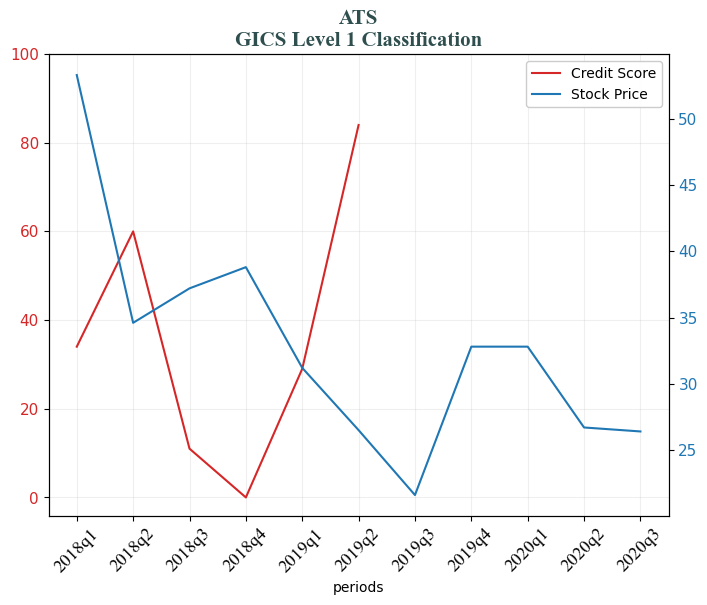 ATS
GICS Level 1 Classification
100
80
60
40
20
0
Credit Score
Stock Price
50
45
40
35
30
25
2018q1
2018q2
2018q3
2018q4
2019q1
2019q2
2019q3
2019q4
2020q1
2020q2
2020q3
periods